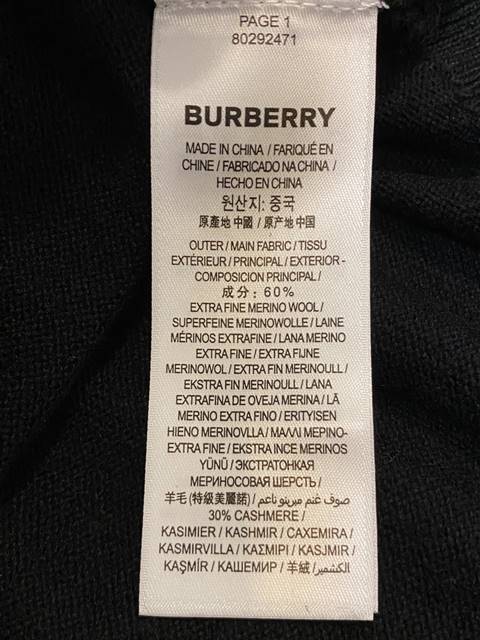 PAGE 1
80292471
BURBERRY
MADE IN CHINA / FARIQUÉ EN
CHINE / FABRICADO NA CHINA /
HECHO EN CHINA
원산지: 중국
原產地 中國 / 原产地 中国
OUTER / MAIN FABRIC / TISSU
EXTÉRIEUR / PRINCIPAL / EXTERIOR -
COMPOSICION PRINCIPAL /
成分 : 60%
EXTRA FINE MERINO WOOL /
SUPERFEINE MERINOWOLLE / LAINE
MÉRINOS EXTRAFINE / LANA MERINO
EXTRA FINE / EXTRA FIJNE
MERINOWOL / EXTRA FIN MERINOULL /
EKSTRA FIN MERINOULL / LANA
EXTRAFINA DE OVEJA MERINA / LÃ
MERINO EXTRA FINO / ERITYISEN
HIENO MERINOVLLA / ΜΑΛΛΙ ΜΕΡΙΝΟ-
EXTRA FINE / EKSTRA INCE MERINOS
YÜNÜ / ЭКСТРАТОНКАЯ
МЕРИНОСОВАЯ ШЕРСТЬ /
羊毛 (特級美麗諾) / صوف غنم مبرينو ناعم /
30% CASHMERE /
KASIMIER / KASHMIR / CAXEMIRA /
KASMIRVILLA / ΚΑΣΜΙΡΙ / KASJMIR /
KAŞMİR / КАШЕМИР / 羊絨 / الكشمير /